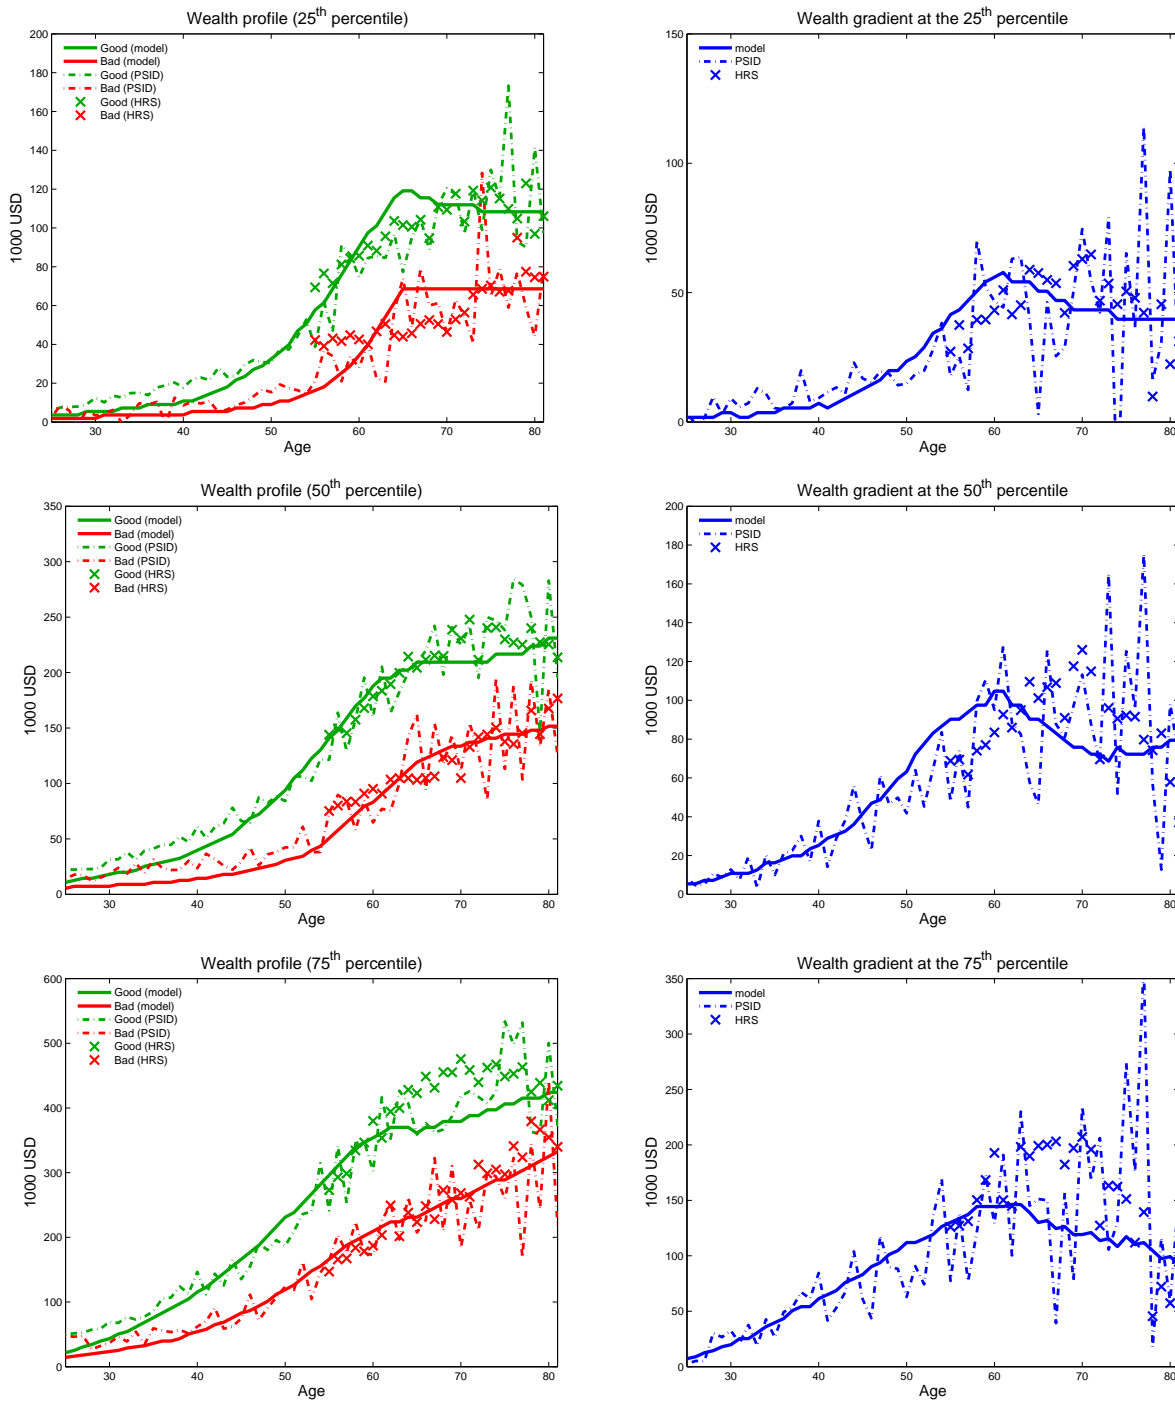 Wealth profile (25th percentile)
200
180
160
140
120
100
80
60
40
20
0
1000 USD
Good (model)
Bad (model)
Good (PSID)
Bad (PSID)
Good (HRS)
Bad (HRS)
30 40 50 60 70 80
Age
Wealth gradient at the 25th percentile
150
100
50
0
1000 USD
model
PSID
HRS
30 40 50 60 70 80
Age
Wealth profile (50th percentile)
350
300
250
200
150
100
50
0
1000 USD
Good (model)
Bad (model)
Good (PSID)
Bad (PSID)
Good (HRS)
Bad (HRS)
30 40 50 60 70 80
Age
Wealth gradient at the 50th percentile
200
180
160
140
120
100
80
60
40
20
0
1000 USD
model
PSID
HRS
30 40 50 60 70 80
Age
Wealth profile (75th percentile)
600
500
400
300
200
100
0
1000 USD
Good (model)
Bad (model)
Good (PSID)
Bad (PSID)
Good (HRS)
Bad (HRS)
30 40 50 60 70 80
Age
Wealth gradient at the 75th percentile
350
300
250
200
150
100
50
0
1000 USD
model
PSID
HRS
30 40 50 60 70 80
Age